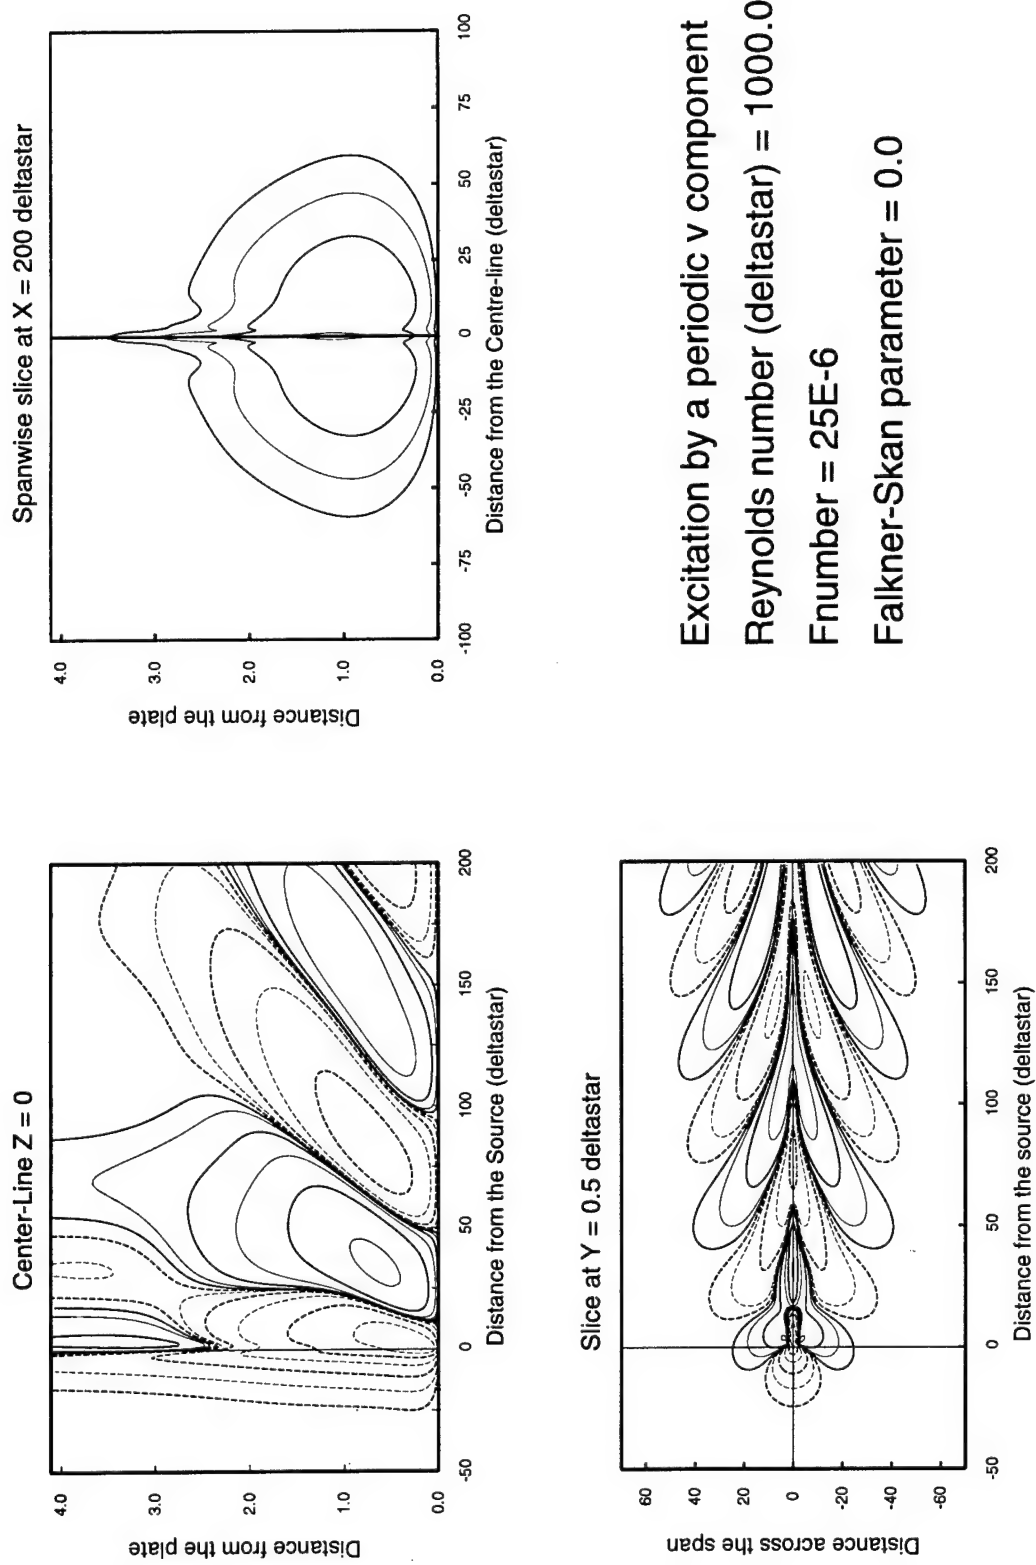 Center-Line Z = 0
Distance from the plate
4.0
3.0
2.0
1.0
0.0
-50
0
50
100
150
200
Distance from the Source (deltastar)
Spanwise slice at X = 200 deltastar
Distance from the plate
4.0
3.0
2.0
1.0
0.0
-100
-75
-50
-25
0
25
50
75
100
Distance from the Centre-line (deltastar)
Slice at Y = 0.5 deltastar
Distance across the span
60
40
20
0
-20
-40
-60
-50
0
50
100
150
200
Distance from the source (deltastar)
Excitation by a periodic v component
Reynolds number (deltastar) = 1000.0
Fnumber = 25E-6
Falkner-Skan parameter = 0.0